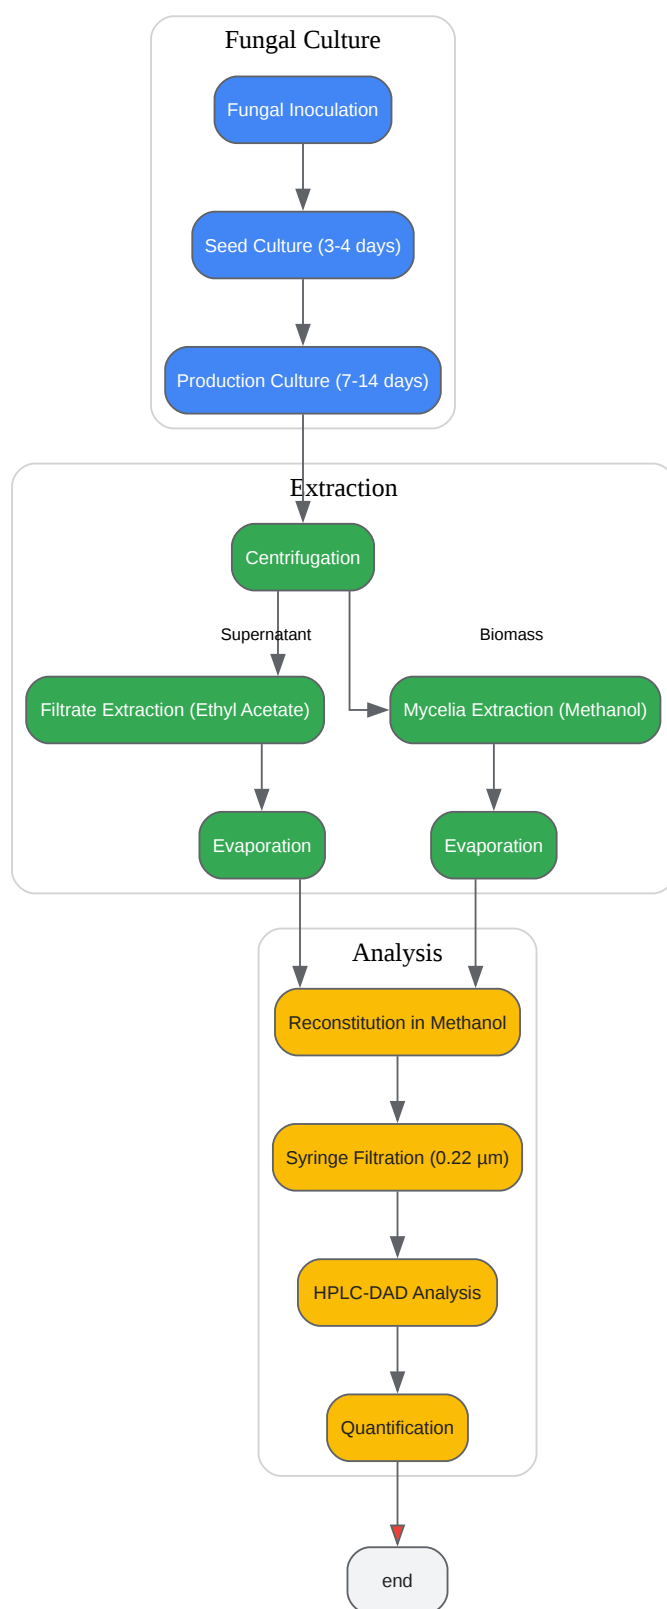 Fungal Culture
Fungal Inoculation
Seed Culture (3-4 days)
Production Culture (7-14 days)
Extraction
Centrifugation
Supernatant
Biomass
Filtrate Extraction (Ethyl Acetate)
Mycelia Extraction (Methanol)
Evaporation
Evaporation
Analysis
Reconstitution in Methanol
Syringe Filtration (0.22 µm)
HPLC-DAD Analysis
Quantification
end